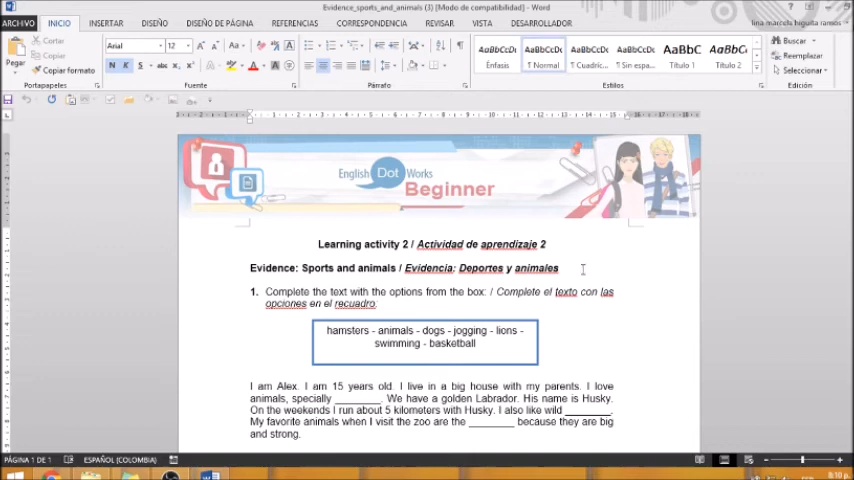 Evidence_sports_and_animals (3) [Modo de compatibilidad] - Word
lina marcela higuita ramos
ARCHIVO INICIO INSERTAR DISEÑO DISEÑO DE PÁGINA REFERENCIAS CORRESPONDENCIA REVISAR VISTA DESARROLLADOR
Pegar
Cortar
Copiar
Copiar formato
Portapapeles
Arial 12
N K S abc
Fuente
Párrafo
AaBbCcDc AaBbCcDc AaBbCcDc AaBbCcDc AaBbC AaBbCc
Énfasis ¶ Normal ¶ Cuadríc... ¶ Sin espa... Título 1 Título 2
Estilos
Buscar
Reemplazar
Seleccionar
Edición
English Dot Works
Beginner
Learning activity 2 / Actividad de aprendizaje 2
Evidence: Sports and animals / Evidencia: Deportes y animales
1. Complete the text with the options from the box: / Complete el texto con las
opciones en el recuadro:
hamsters - animals - dogs - jogging - lions -
swimming - basketball
I am Alex. I am 15 years old. I live in a big house with my parents. I love
animals, specially ________. We have a golden Labrador. His name is Husky.
On the weekends I run about 5 kilometers with Husky. I also like wild ________.
My favorite animals when I visit the zoo are the ________ because they are big
and strong.
PÁGINA 1 DE 1 ESPAÑOL (COLOMBIA)
100%
8:10 p.